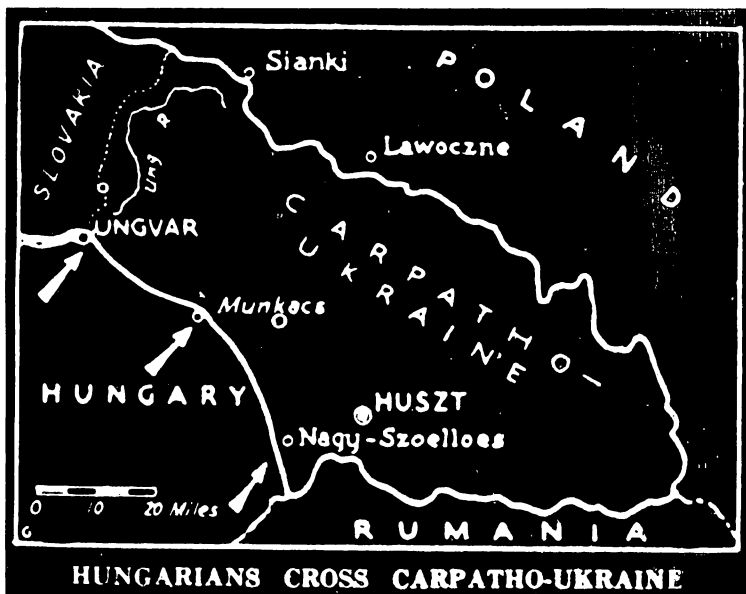 Sianki
POLAND
SLOVAKIA
Ung R
Lawoczne
UNGVAR
CARPATHO-
UKRAINE
Munkacs
HUNGARY
HUSZT
Nagy-Szoelloes
0 10 20 Miles
RUMANIA
G
HUNGARIANS CROSS CARPATHO-UKRAINE